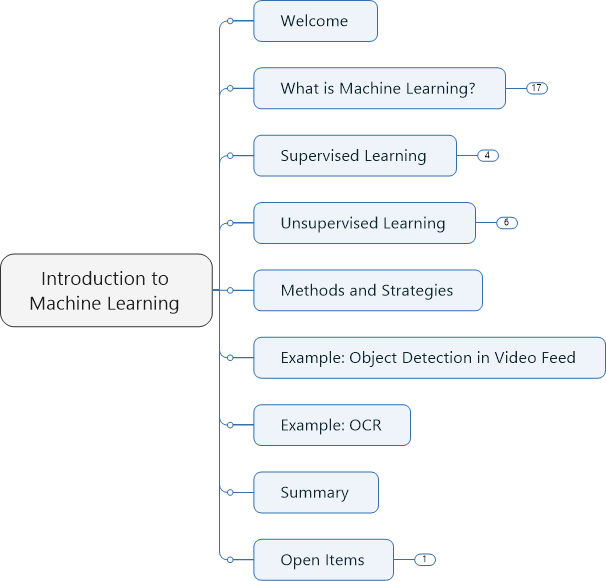 Welcome
What is Machine Learning?
17
Supervised Learning
4
Unsupervised Learning
6
Introduction to
Machine Learning
Methods and Strategies
Example: Object Detection in Video Feed
Example: OCR
Summary
Open Items
1